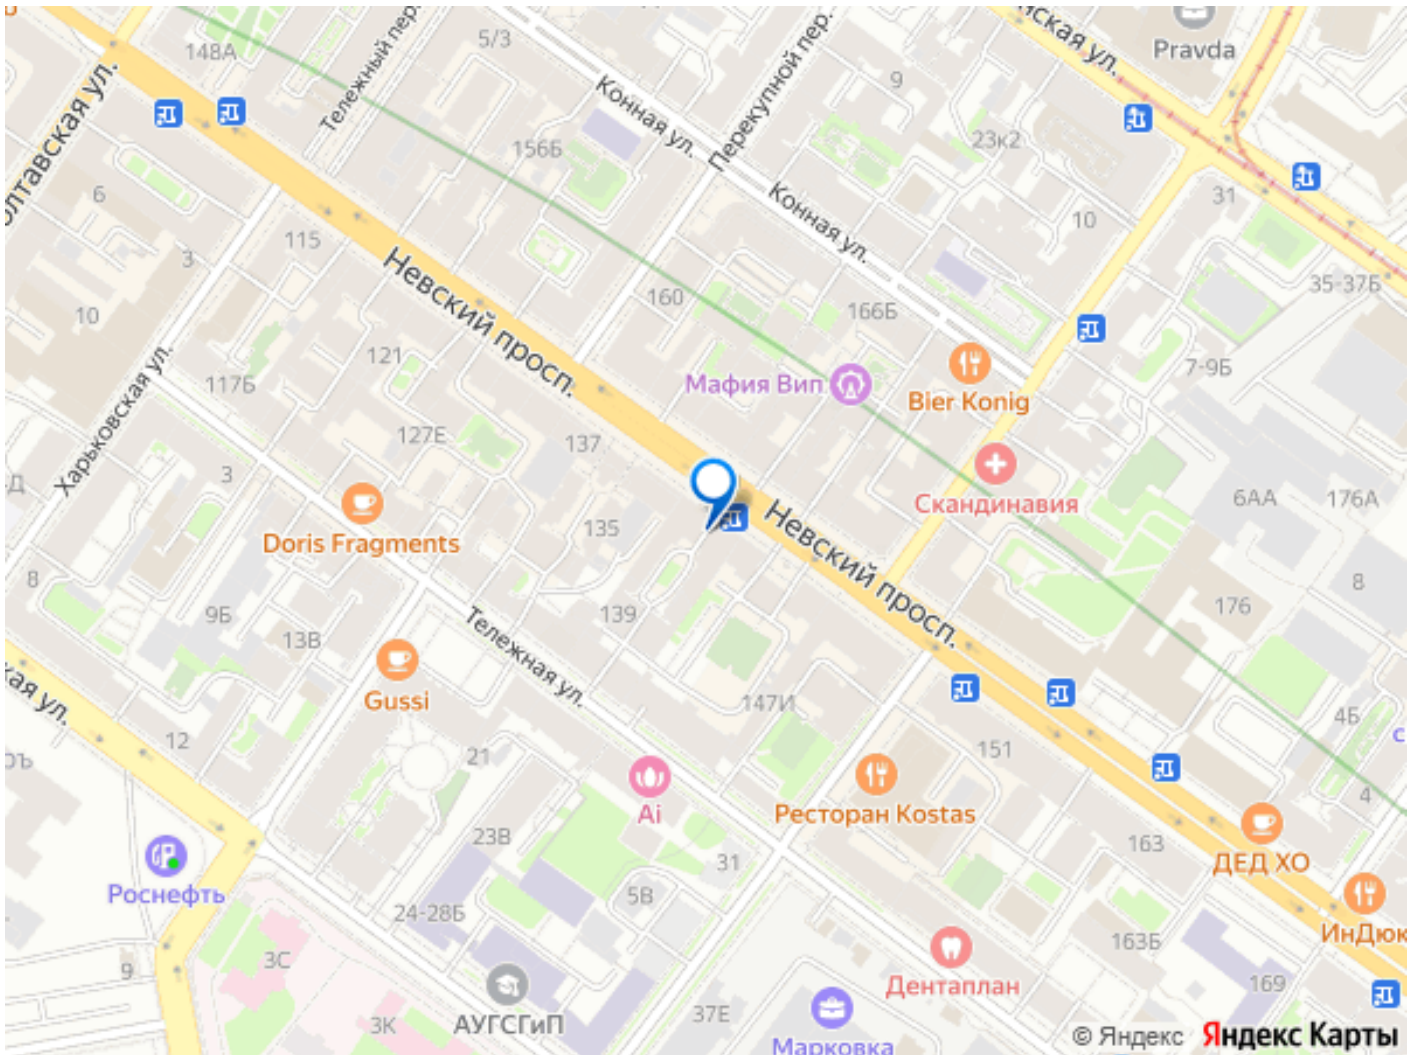 148А
5/3
Тележный пер.
Перекупной пер.
Pravda
Конная ул.
9
156Б
23к2
6
31
115
3
Конная ул.
10
Невский просп.
160
166Б
35-37Б
10
121
117Б
Мафия Вип
Bier Konig
7-9Б
Харьковская ул.
127Е
137
3
Скандинавия
6АА
176А
Doris Fragments
135
Невский просп.
8
9Б
13В
139
8
176
Тележная ул.
Gussi
147И
4Б
12
21
151
Ai
Ресторан Kostas
4
23В
163
31
ДЕД ХО
Роснефть
5В
24-28Б
ИнДюк
163Б
3С
9
Дентаплан
169
3К
АУГСГиП
37Е
Марковка
© Яндекс
Яндекс Карты